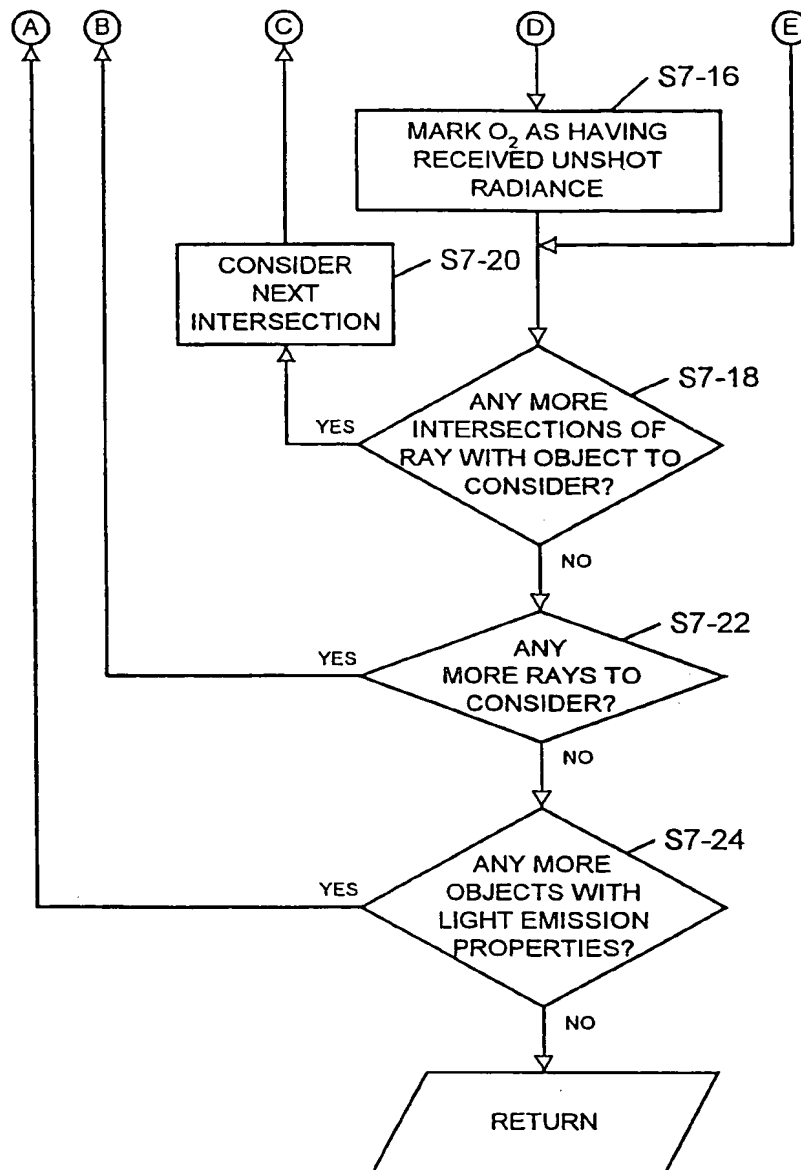 A B C D E
S7-16
MARK O₂ AS HAVING
RECEIVED UNSHOT
RADIANCE
CONSIDER
NEXT
INTERSECTION
S7-20
S7-18
ANY MORE
INTERSECTIONS OF
RAY WITH OBJECT TO
CONSIDER?
YES
NO
S7-22
ANY
MORE RAYS TO
CONSIDER?
YES
NO
S7-24
ANY MORE
OBJECTS WITH
LIGHT EMISSION
PROPERTIES?
YES
NO
RETURN